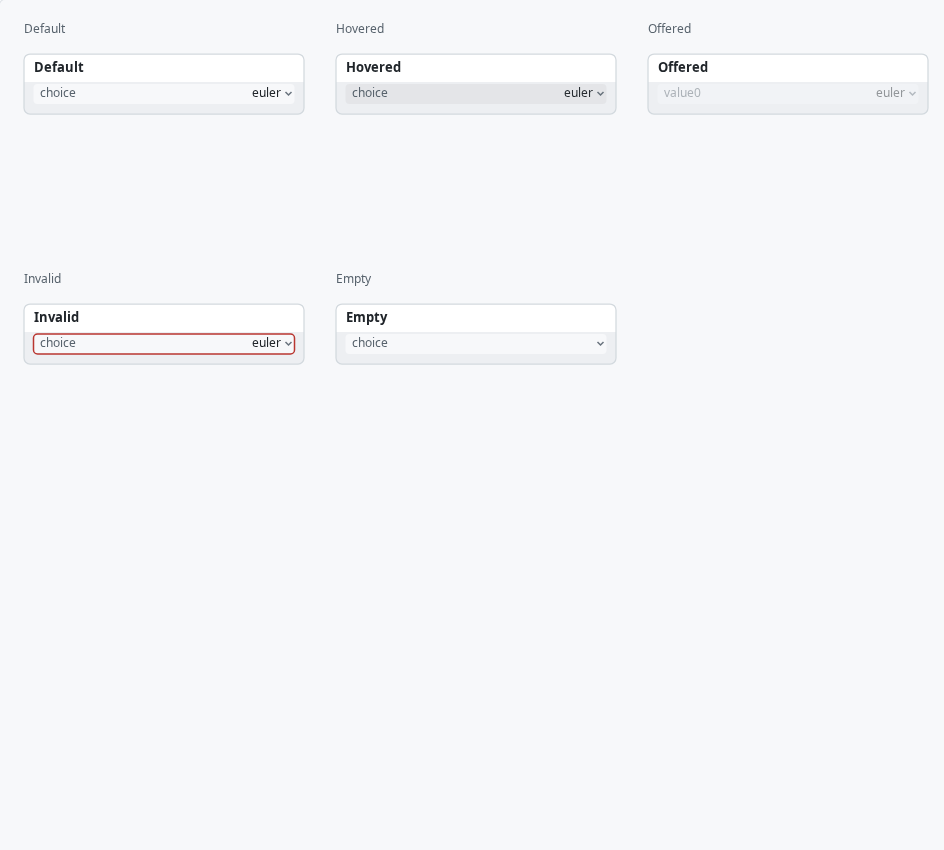 Default
Hovered
Offered
Default
choice euler
Hovered
choice euler
Offered
value0 euler
Invalid
Empty
Invalid
choice euler
Empty
choice